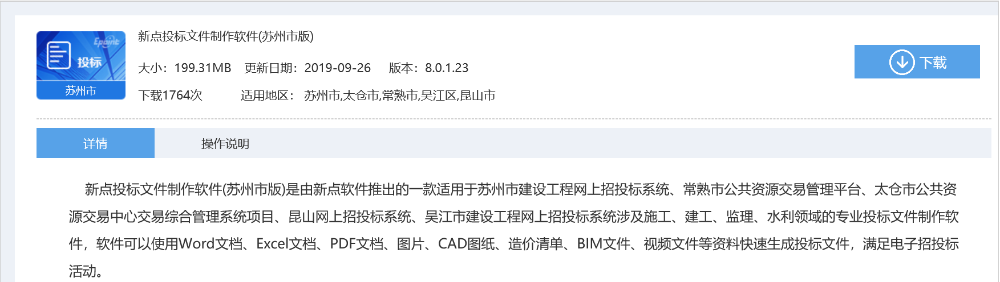 新点投标文件制作软件(苏州市版)
Epoint
投标
苏州市
大小：199.31MB 更新日期：2019-09-26 版本：8.0.1.23
下载1764次 适用地区： 苏州市,太仓市,常熟市,吴江区,昆山市
下载
详情 操作说明
新点投标文件制作软件(苏州市版)是由新点软件推出的一款适用于苏州市建设工程网上招投标系统、常熟市公共资源交易管理平台、太仓市公共资
源交易中心交易综合管理系统项目、昆山网上招投标系统、吴江市建设工程网上招投标系统涉及施工、建工、监理、水利领域的专业投标文件制作软
件，软件可以使用Word文档、Excel文档、PDF文档、图片、CAD图纸、造价清单、BIM文件、视频文件等资料快速生成投标文件，满足电子招投标
活动。